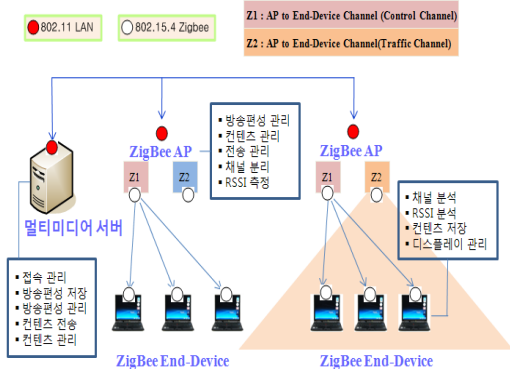 802.11 LAN
802.15.4 Zigbee
Z1 : AP to End-Device Channel (Control Channel)
Z2 : AP to End-Device Channel(Traffic Channel)
ZigBee AP
Z1
Z2
▪ 방송편성 관리
▪ 컨텐츠 관리
▪ 전송 관리
▪ 채널 분리
▪ RSSI 측정
ZigBee AP
Z1
Z2
▪ 채널 분석
▪ RSSI 분석
▪ 컨텐츠 저장
▪ 디스플레이 관리
멀티미디어 서버
▪ 접속 관리
▪ 방송편성 저장
▪ 방송편성 관리
▪ 컨텐츠 전송
▪ 컨텐츠 관리
ZigBee End-Device
ZigBee End-Device